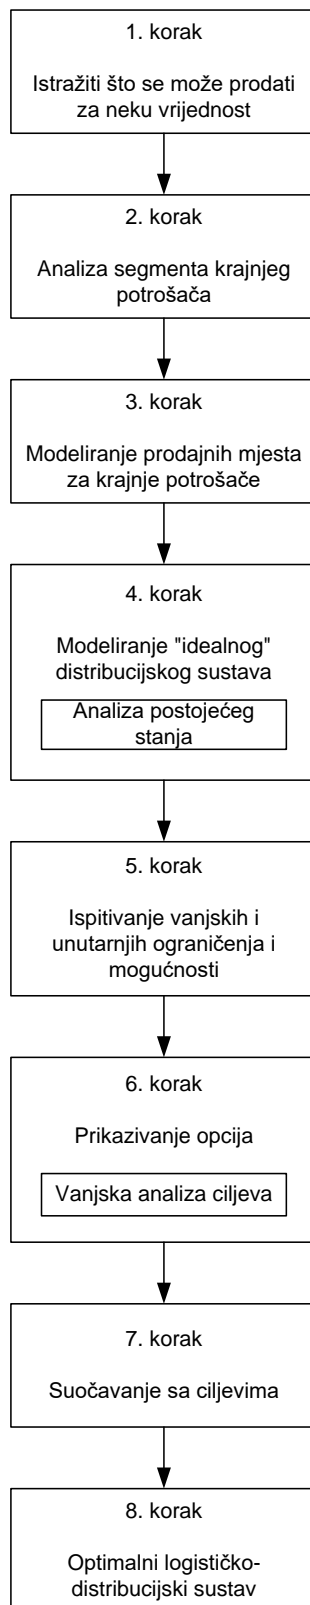 1. korak
Istražiti što se može prodati
za neku vrijednost
2. korak
Analiza segmenta krajnjeg
potrošača
3. korak
Modeliranje prodajnih mjesta
za krajnje potrošače
4. korak
Modeliranje "idealnog"
distribucijskog sustava
Analiza postojećeg
stanja
5. korak
Ispitivanje vanjskih i
unutarnjih ograničenja i
mogućnosti
6. korak
Prikazivanje opcija
Vanjska analiza ciljeva
7. korak
Suočavanje sa ciljevima
8. korak
Optimalni logističko-
distribucijski sustav